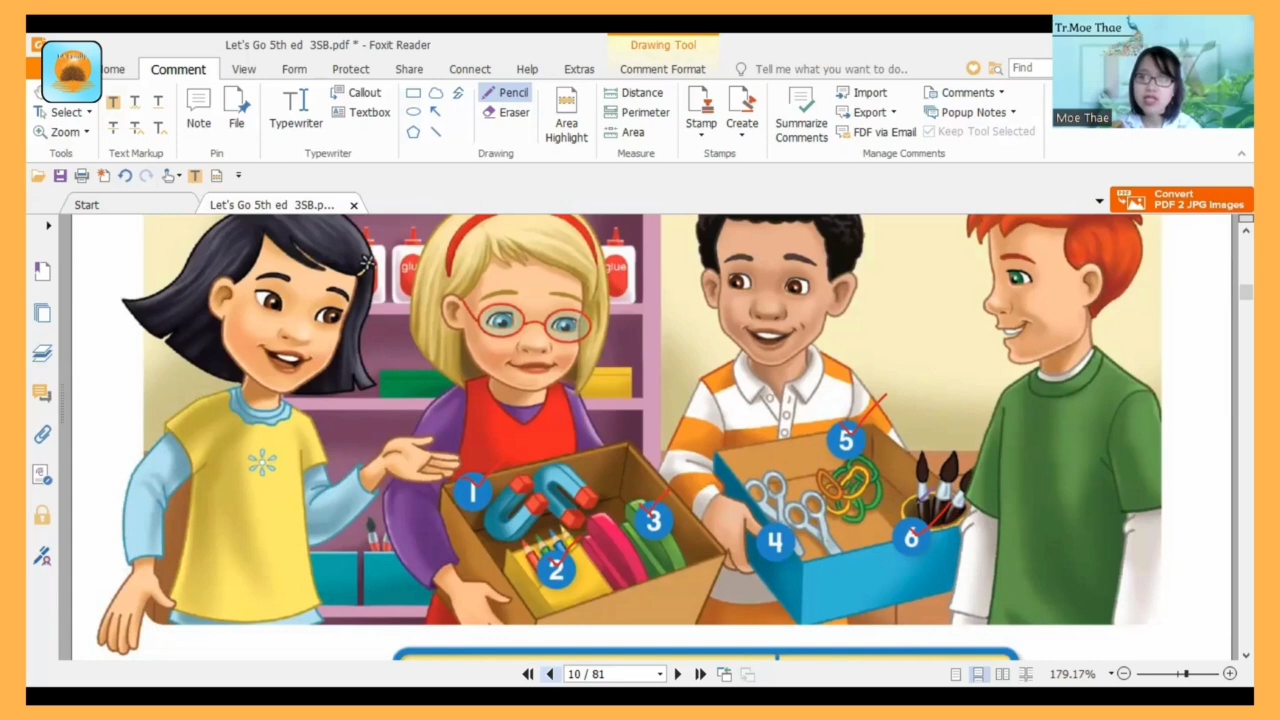 Tr.Moe Thae
Let's Go 5th ed 3SB.pdf * - Foxit Reader
Drawing Tool
ome
Comment
View
Form
Protect
Share
Connect
Help
Extras
Comment Format
Tell me what you want to do..
Find
Select
Zoom
Tools
T T T
T T T
Text Markup
Note
File
Pin
Typewriter
Callout
Textbox
Typewriter
Pencil
Eraser
Drawing
Area
Highlight
Distance
Perimeter
Area
Measure
Stamp
Create
Stamps
Summarize
Comments
Import
Export
FDF via Email
Comments
Popup Notes
Keep Tool Selected
Manage Comments
Moe Thae
Start
Let's Go 5th ed 3SB.p...
Convert
PDF 2 JPG Images
glu
glue
1
2
3
4
5
6
10 / 81
179.17%